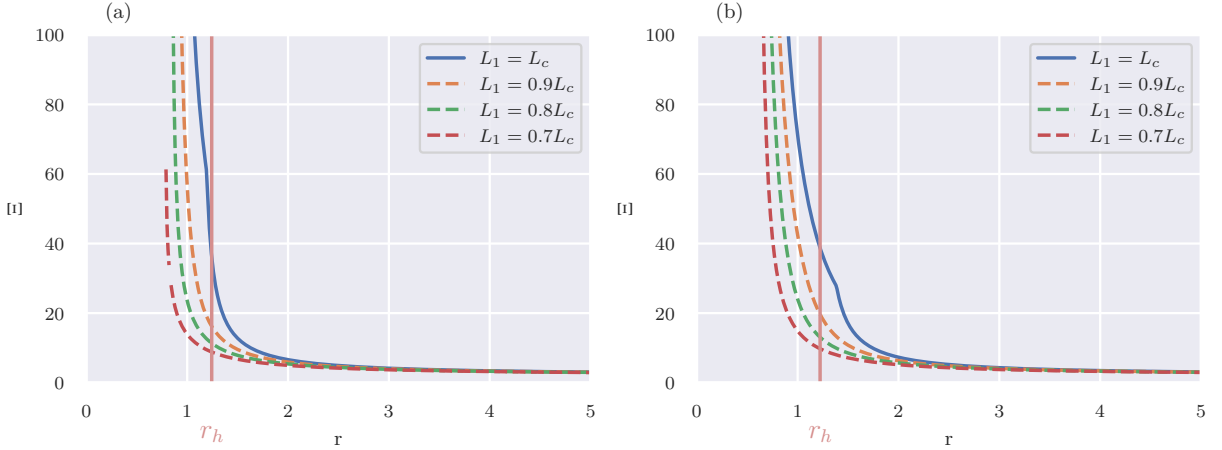 (a)
100
80
60
40
20
0
Ξ
0 1 2 3 4 5
r_h
r
L_1 = L_c
L_1 = 0.9L_c
L_1 = 0.8L_c
L_1 = 0.7L_c
(b)
100
80
60
40
20
0
Ξ
0 1 2 3 4 5
r_h
r
L_1 = L_c
L_1 = 0.9L_c
L_1 = 0.8L_c
L_1 = 0.7L_c